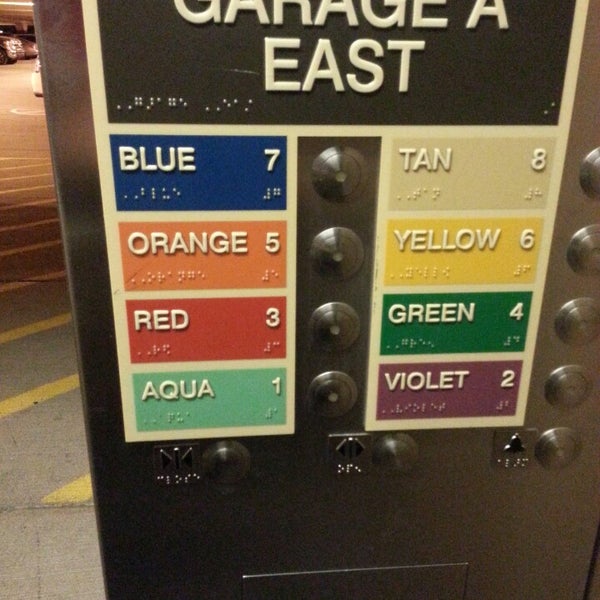 GARAGE A
EAST
BLUE 7
TAN 8
ORANGE 5
YELLOW 6
RED 3
GREEN 4
AQUA 1
VIOLET 2